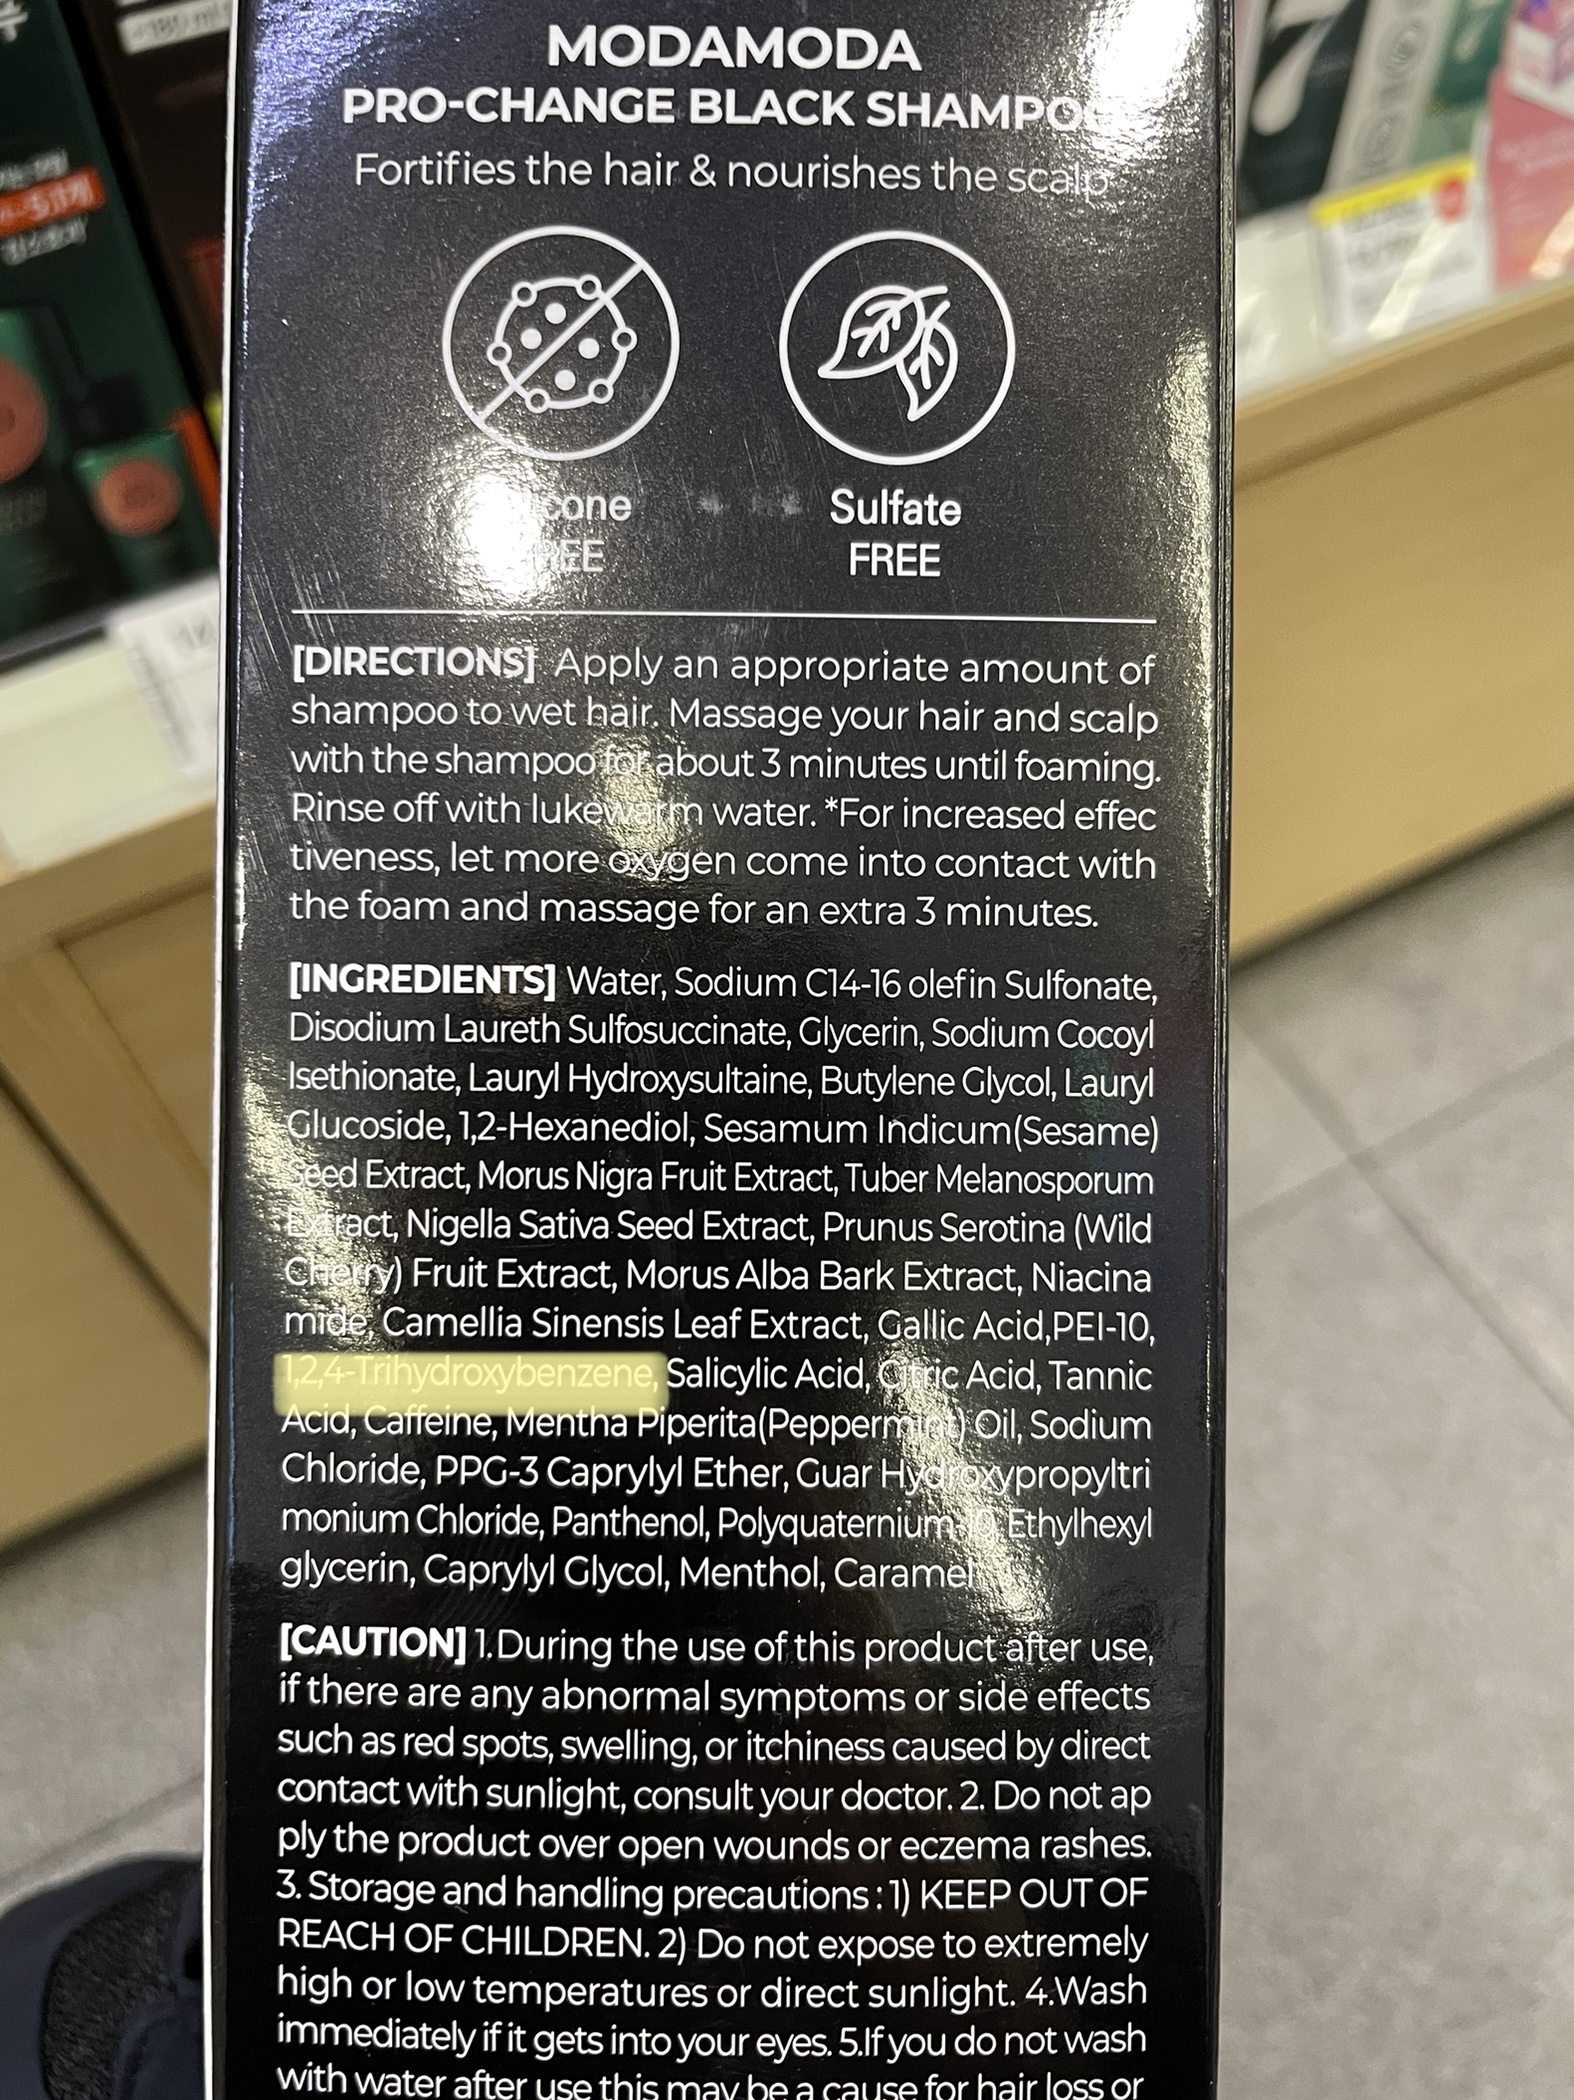 MODAMODA
PRO-CHANGE BLACK SHAMPOO
Fortifies the hair & nourishes the scalp
Sulfate
FREE FREE
[DIRECTIONS] Apply an appropriate amount of
shampoo to wet hair. Massage your hair and scalp
with the shampoo for about 3 minutes until foaming.
Rinse off with lukewarm water. *For increased effec
tiveness, let more oxygen come into contact with
the foam and massage for an extra 3 minutes.
[INGREDIENTS] Water, Sodium C14-16 olefin Sulfonate,
Disodium Laureth Sulfosuccinate, Glycerin, Sodium Cocoyl
Isethionate, Lauryl Hydroxysultaine, Butylene Glycol, Lauryl
Glucoside, 1,2-Hexanediol, Sesamum Indicum(Sesame)
Seed Extract, Morus Nigra Fruit Extract, Tuber Melanosporum
Extract, Nigella Sativa Seed Extract, Prunus Serotina (Wild
Cherry) Fruit Extract, Morus Alba Bark Extract, Niacina
mide, Camellia Sinensis Leaf Extract, Gallic Acid,PEI-10,
1,2,4-Trihydroxybenzene, Salicylic Acid, Citric Acid, Tannic
Acid, Caffeine, Mentha Piperita(Peppermint) Oil, Sodium
Chloride, PPG-3 Caprylyl Ether, Guar Hydroxypropyltri
monium Chloride, Panthenol, Polyquaternium-10, Ethylhexyl
glycerin, Caprylyl Glycol, Menthol, Caramel
[CAUTION] 1.During the use of this product after use,
if there are any abnormal symptoms or side effects
such as red spots, swelling, or itchiness caused by direct
contact with sunlight, consult your doctor. 2. Do not ap
ply the product over open wounds or eczema rashes.
3. Storage and handling precautions : 1) KEEP OUT OF
REACH OF CHILDREN. 2) Do not expose to extremely
high or low temperatures or direct sunlight. 4.Wash
immediately if it gets into your eyes. 5.If you do not wash
with water after use this may be a cause for hair loss or